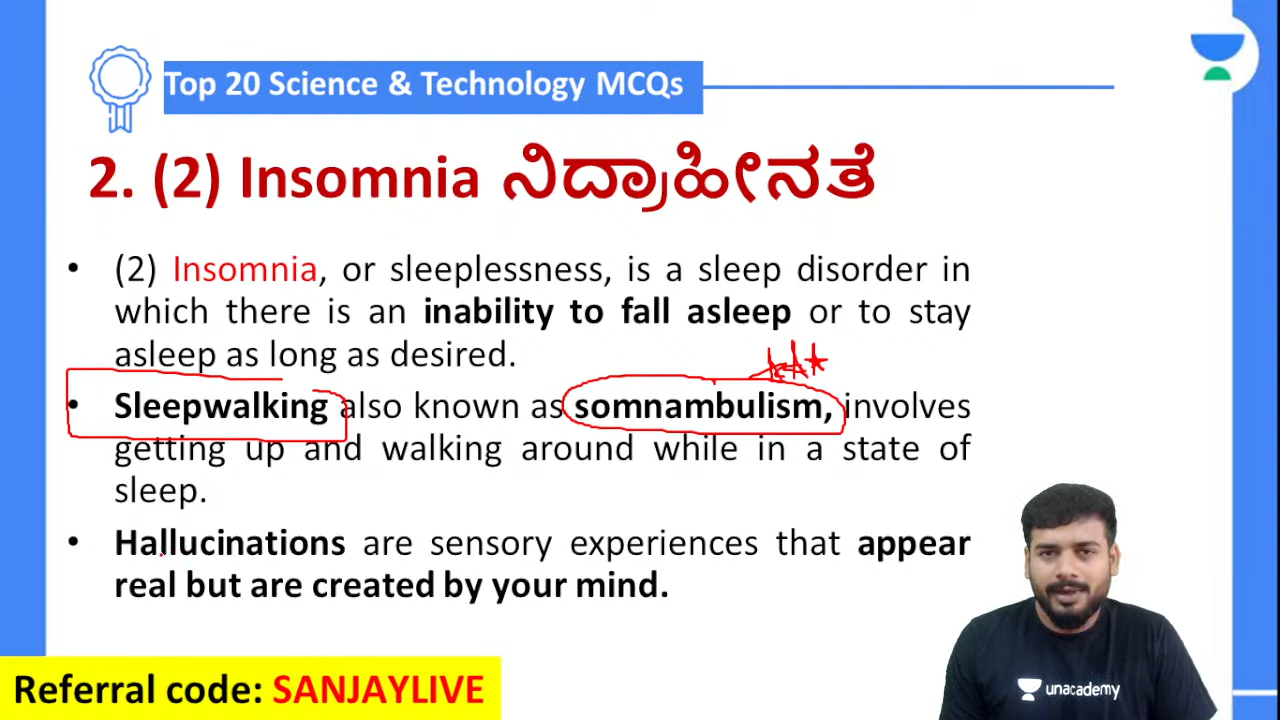 Top 20 Science & Technology MCQs
2. (2) Insomnia ನಿದ್ರಾಹೀನತೆ
• (2) Insomnia, or sleeplessness, is a sleep disorder in
which there is an inability to fall asleep or to stay
asleep as long as desired.
• Sleepwalking also known as somnambulism, involves
getting up and walking around while in a state of
sleep.
• Hallucinations are sensory experiences that appear
real but are created by your mind.
unacademy
Referral code: SANJAYLIVE